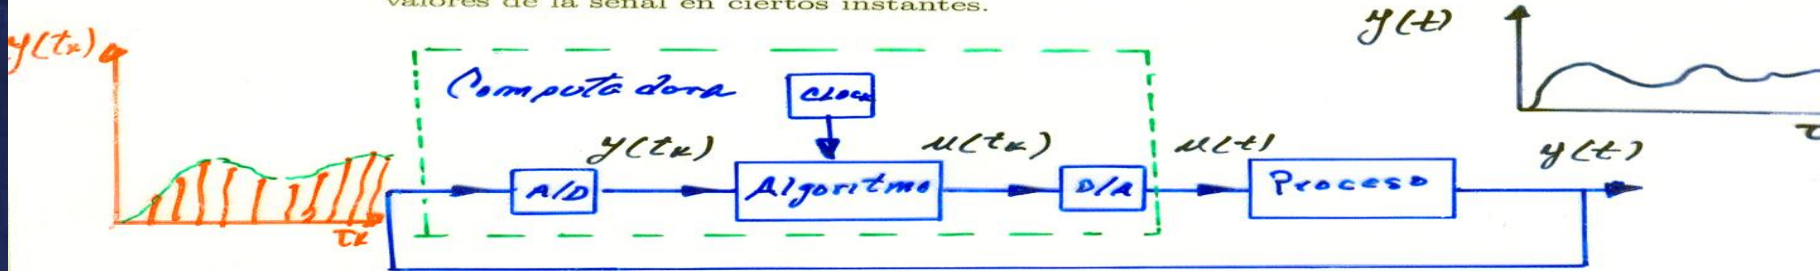 valores de la señal en ciertos instantes.
y(t)
y(tₖ)
Computadora
CLOCK
y(tₖ)
u(tₖ)
u(t)
y(t)
A/D
Algoritmo
D/A
Proceso
tₖ